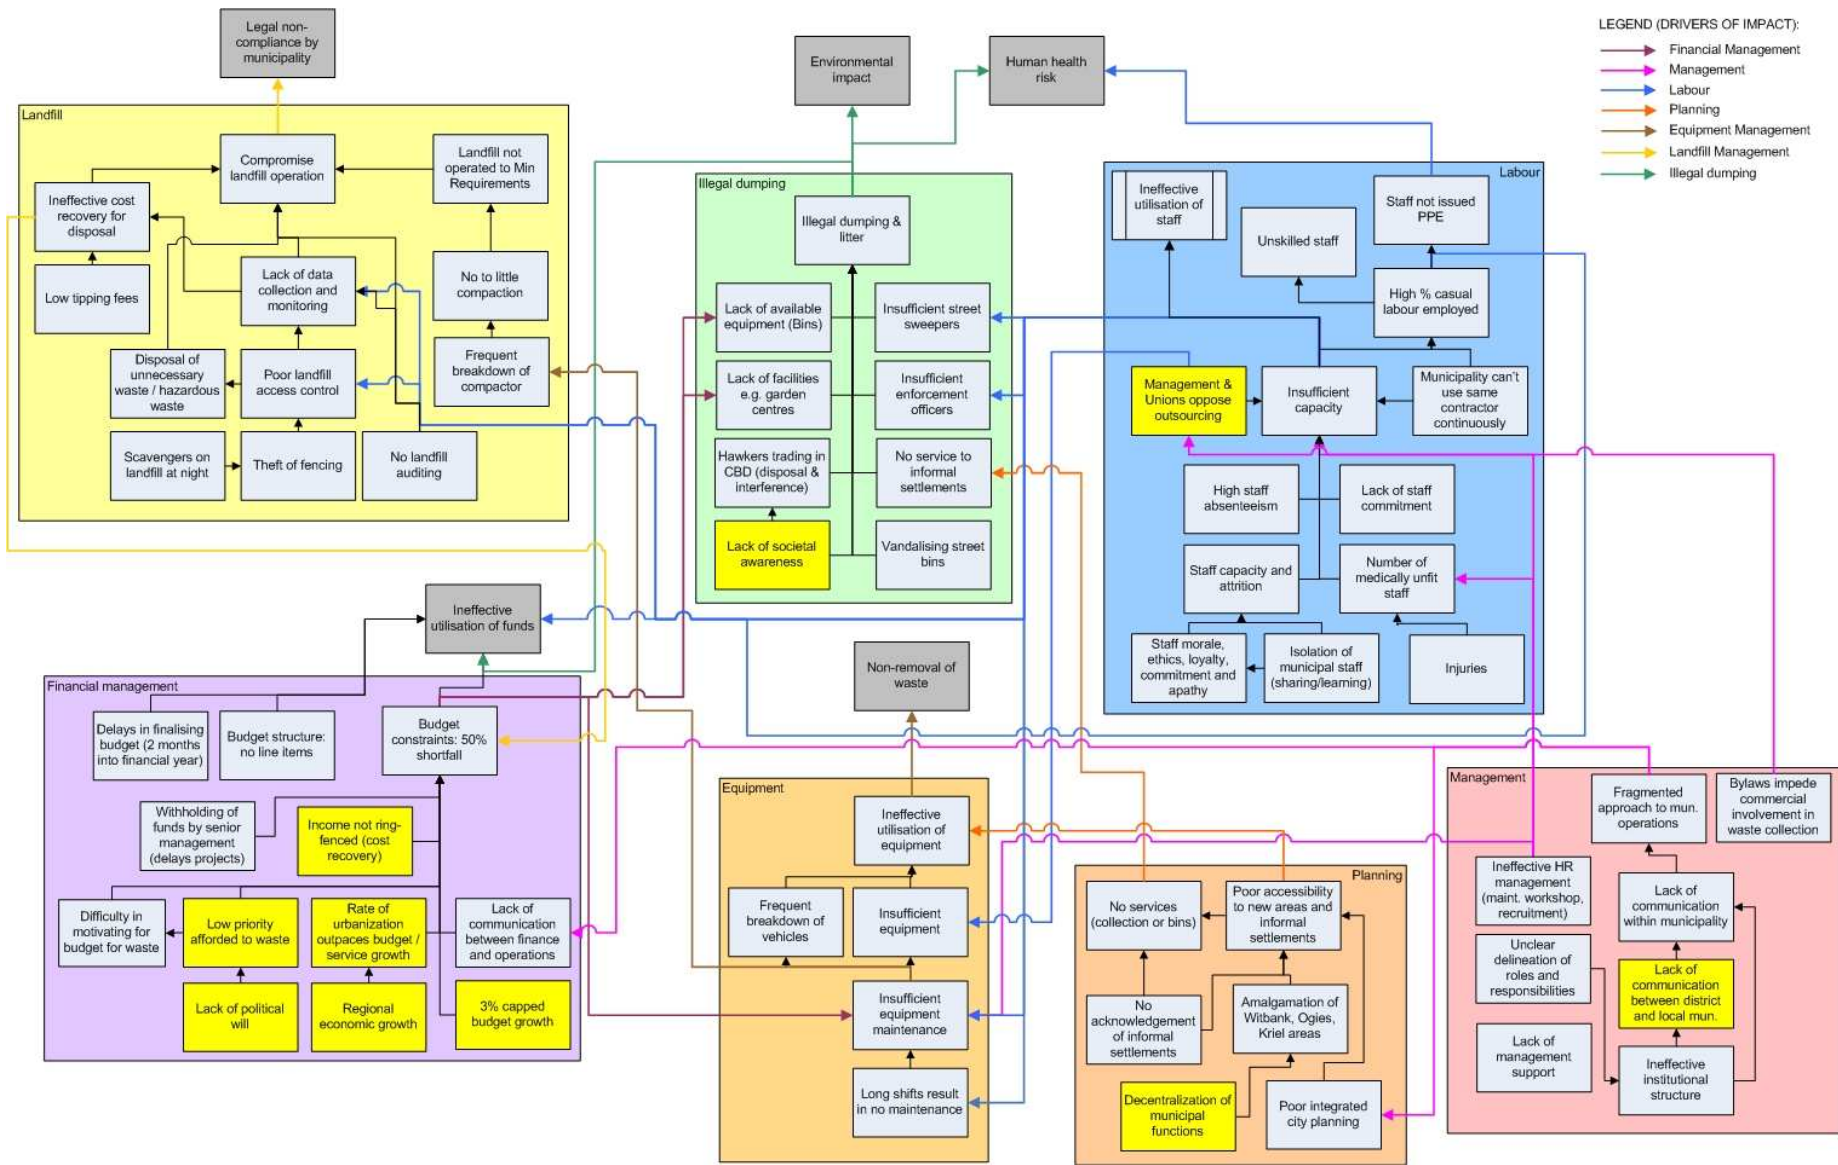 LEGEND (DRIVERS OF IMPACT):
Financial Management
Management
Labour
Planning
Equipment Management
Landfill Management
Illegal dumping
Legal non-
compliance by
municipality
Environmental
impact
Human health
risk
Landfill
Compromise
landfill operation
Landfill not
operated to Min
Requirements
Ineffective cost
recovery for
disposal
Low tipping fees
Lack of data
collection and
monitoring
No to little
compaction
Disposal of
unnecessary
waste / hazardous
waste
Poor landfill
access control
Frequent
breakdown of
compactor
Scavengers on
landfill at night
Theft of fencing
No landfill
auditing
Illegal dumping
Illegal dumping &
litter
Lack of available
equipment (Bins)
Insufficient street
sweepers
Lack of facilities
e.g. garden
centres
Insufficient
enforcement
officers
Hawkers trading in
CBD (disposal &
interference)
No service to
informal
settlements
Lack of societal
awareness
Vandalising street
bins
Labour
Ineffective
utilisation of
staff
Unskilled staff
Staff not issued
PPE
High % casual
labour employed
Management &
Unions oppose
outsourcing
Insufficient
capacity
Municipality can't
use same
contractor
continuously
High staff
absenteeism
Lack of staff
commitment
Staff capacity and
attrition
Number of
medically unfit
staff
Staff morale,
ethics, loyalty,
commitment and
apathy
Isolation of
municipal staff
(sharing/learning)
Injuries
Ineffective
utilisation of funds
Non-removal of
waste
Financial management
Delays in finalising
budget (2 months
into financial year)
Budget structure:
no line items
Budget
constraints: 50%
shortfall
Withholding of
funds by senior
management
(delays projects)
Income not ring-
fenced (cost
recovery)
Difficulty in
motivating for
budget for waste
Low priority
afforded to waste
Rate of
urbanization
outpaces budget /
service growth
Lack of
communication
between finance
and operations
Lack of political
will
Regional
economic growth
3% capped
budget growth
Equipment
Ineffective
utilisation of
equipment
Frequent
breakdown of
vehicles
Insufficient
equipment
Insufficient
equipment
maintenance
Long shifts result
in no maintenance
Planning
No services
(collection or bins)
Poor accessibility
to new areas and
informal
settlements
No
acknowledgement
of informal
settlements
Amalgamation of
Witbank, Ogies,
Kriel areas
Decentralization of
municipal
functions
Poor integrated
city planning
Management
Fragmented
approach to mun.
operations
Bylaws impede
commercial
involvement in
waste collection
Ineffective HR
management
(maint. workshop,
recruitment)
Lack of
communication
within municipality
Unclear
delineation of
roles and
responsibilities
Lack of
communication
between district
and local mun.
Lack of
management
support
Ineffective
institutional
structure